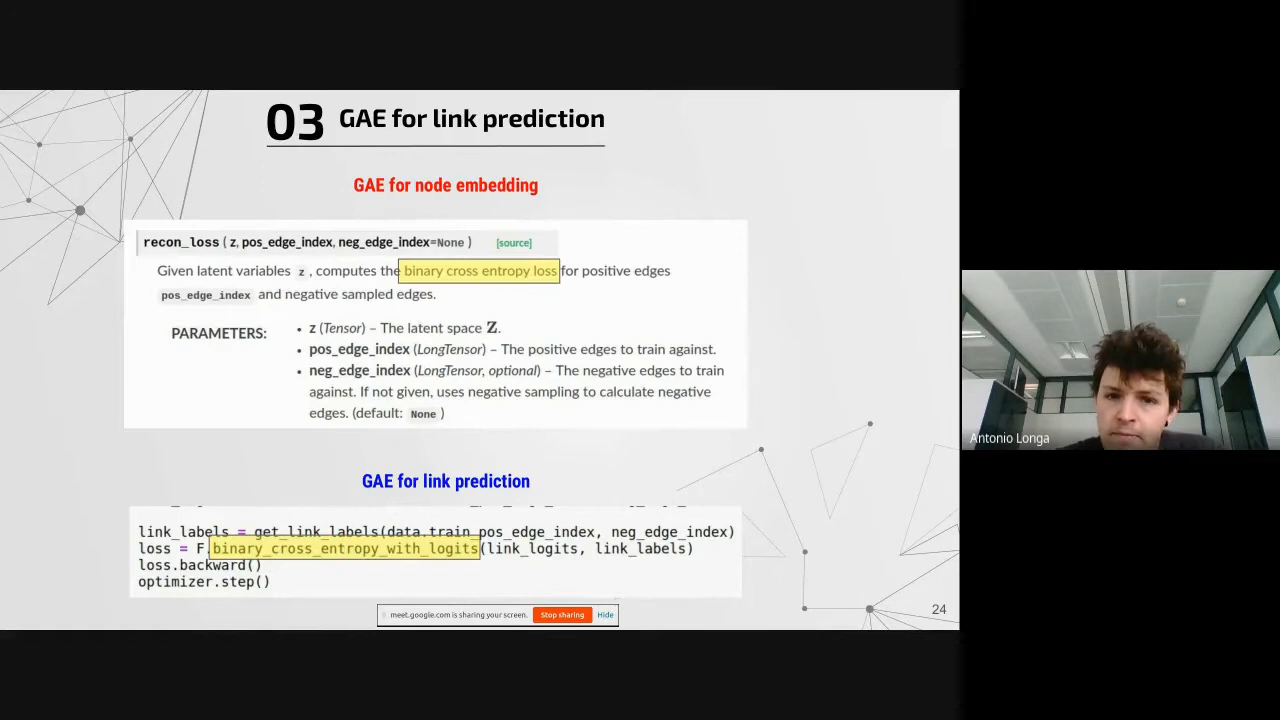 03 GAE for link prediction
GAE for node embedding
recon_loss ( z, pos_edge_index, neg_edge_index=None ) [source]
Given latent variables z , computes the binary cross entropy loss for positive edges
pos_edge_index and negative sampled edges.
PARAMETERS:
• z (Tensor) – The latent space Z.
• pos_edge_index (LongTensor) – The positive edges to train against.
• neg_edge_index (LongTensor, optional) – The negative edges to train
against. If not given, uses negative sampling to calculate negative
edges. (default: None )
Antonio Longa
GAE for link prediction
link_labels = get_link_labels(data.train_pos_edge_index, neg_edge_index)
loss = F.binary_cross_entropy_with_logits(link_logits, link_labels)
loss.backward()
optimizer.step()
meet.google.com is sharing your screen. Stop sharing Hide
24